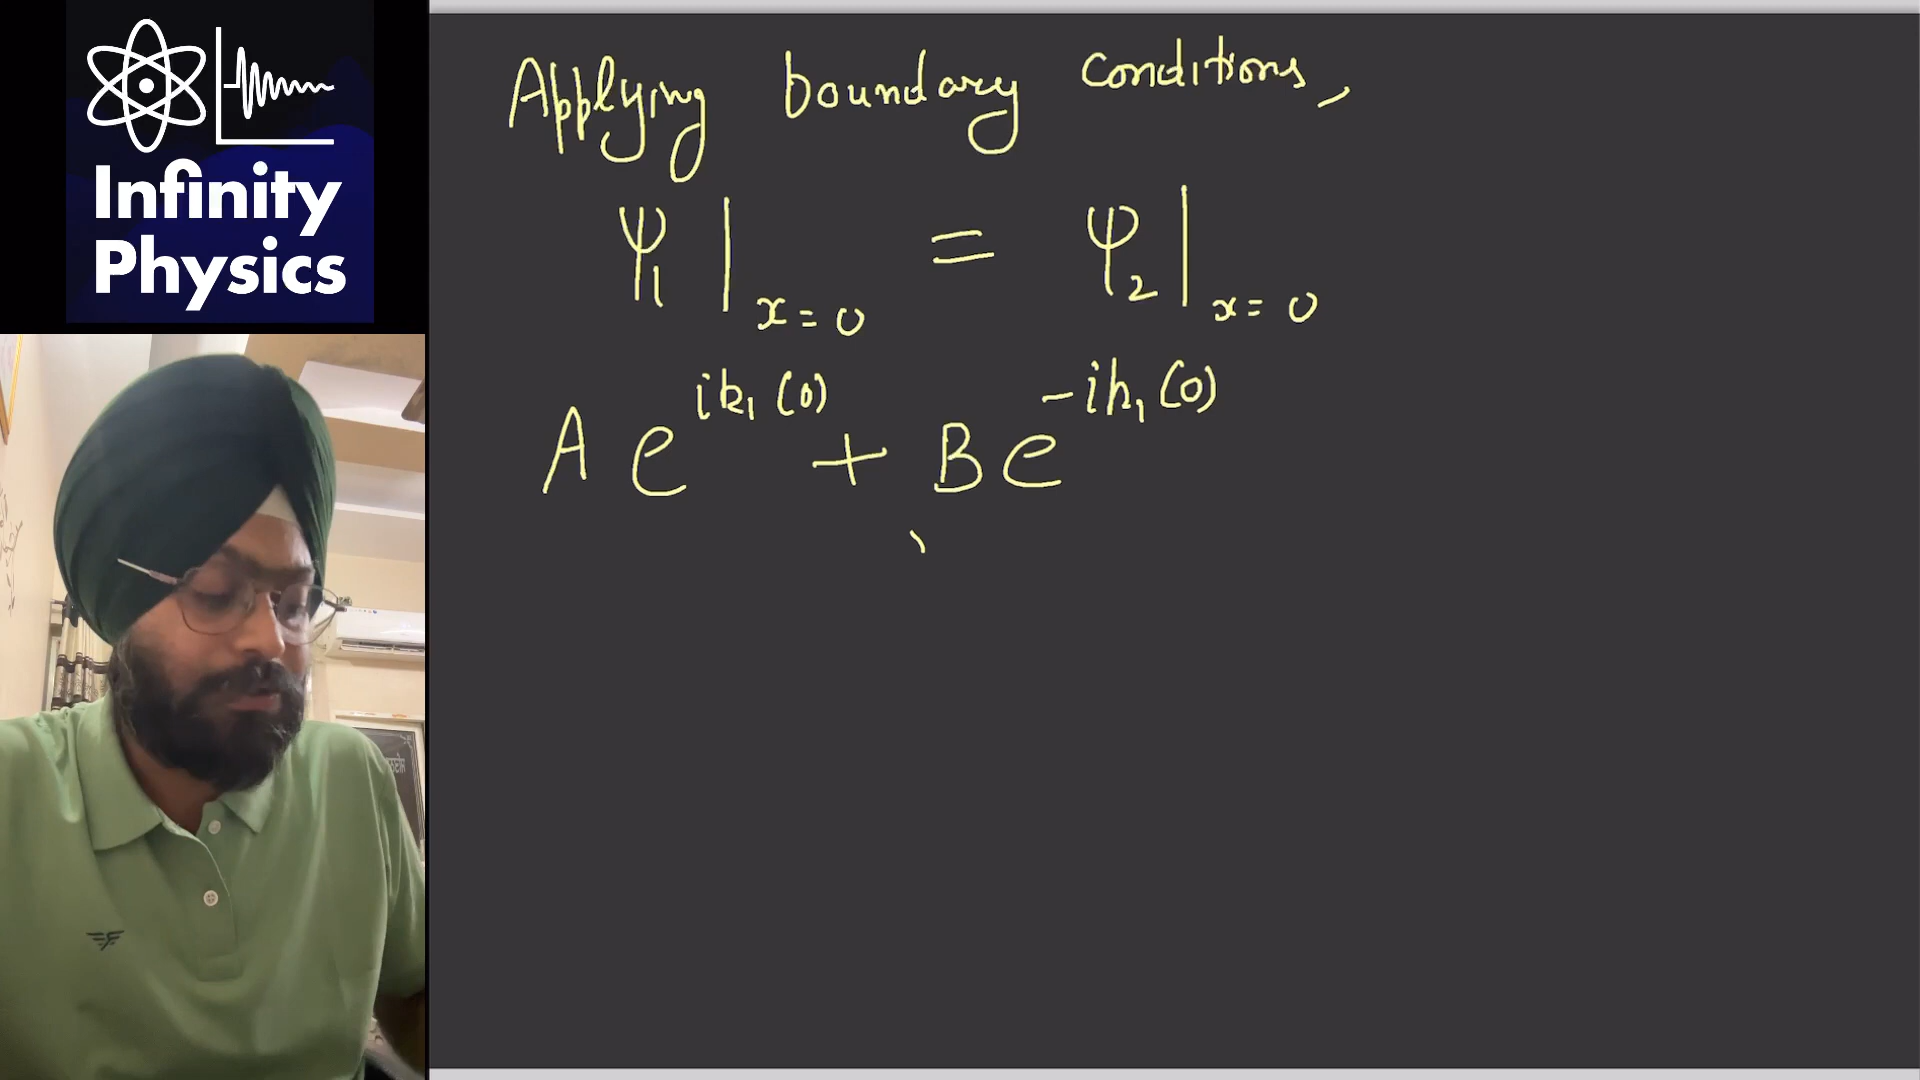 Infinity
Physics
Applying boundary conditions,
ψ₁ |ₓ₌₀ = ψ₂ |ₓ₌₀
A e^{ik₁(0)} + B e^{-ik₁(0)}